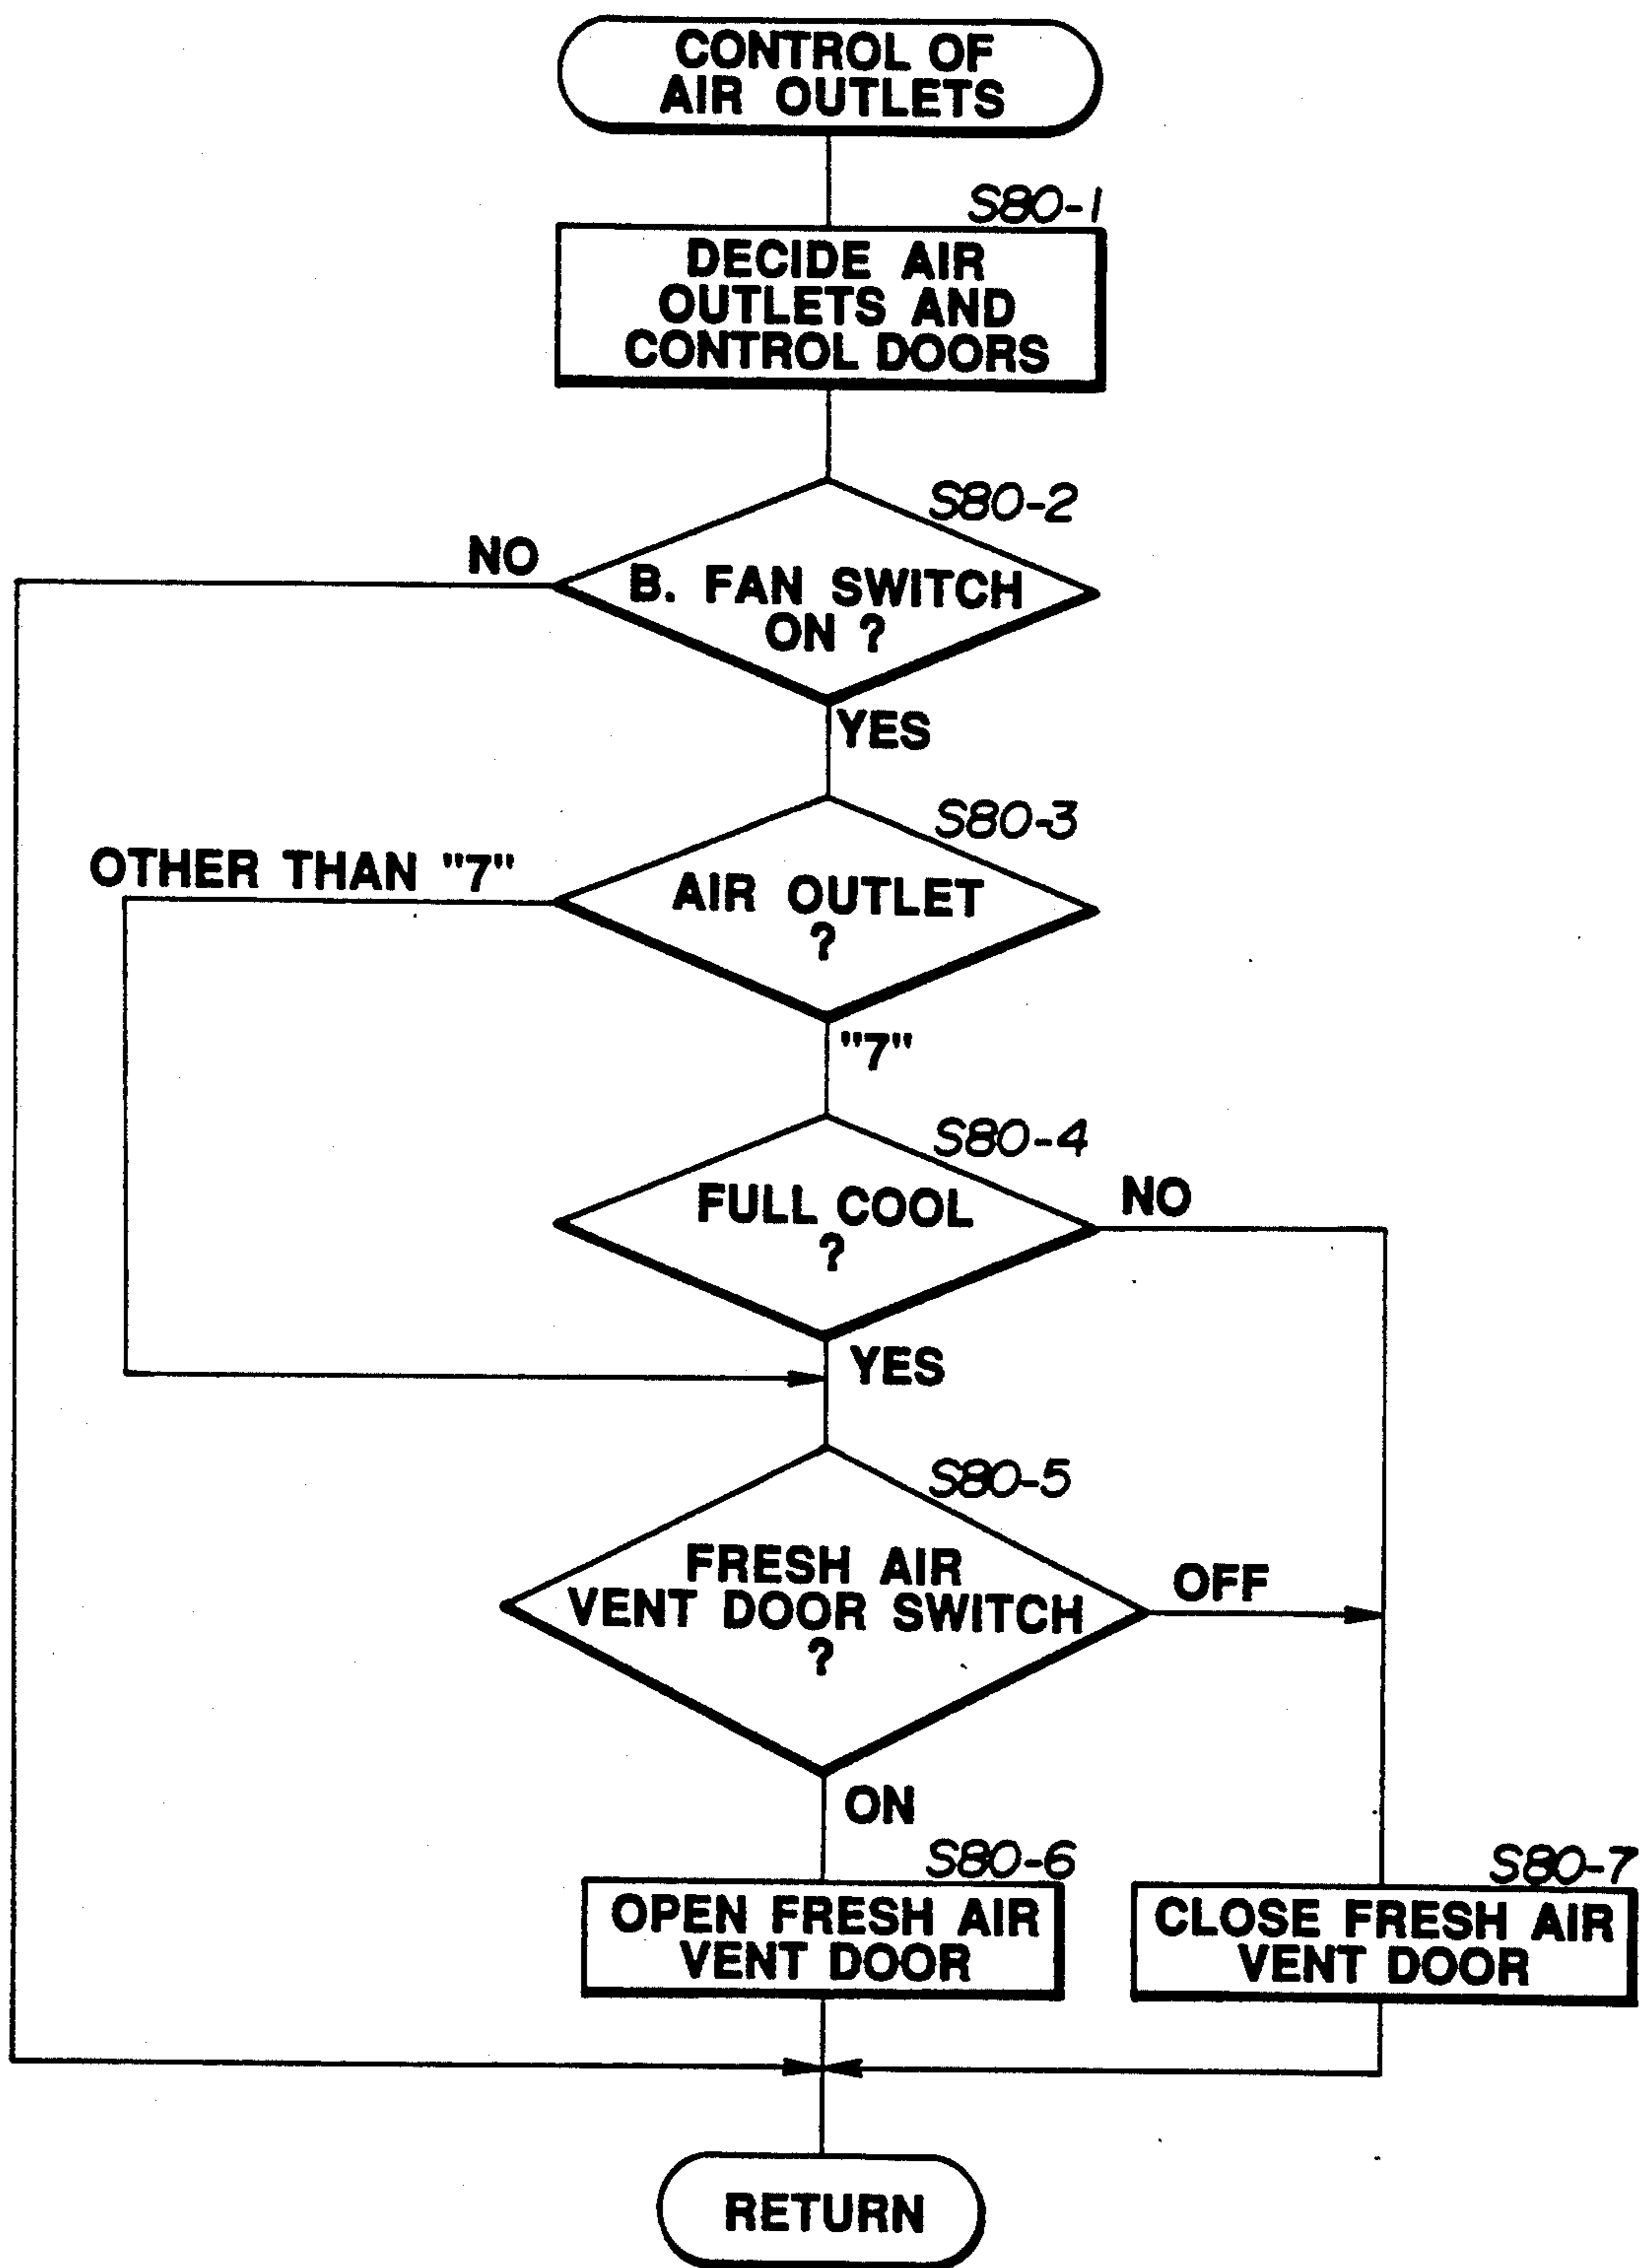 CONTROL OF
AIR OUTLETS
S80-1
DECIDE AIR
OUTLETS AND
CONTROL DOORS
S80-2
NO
B. FAN SWITCH
ON ?
YES
S80-3
OTHER THAN "7"
AIR OUTLET
?
"7"
S80-4
FULL COOL
?
NO
YES
S80-5
FRESH AIR
VENT DOOR SWITCH
?
OFF
ON
S80-6
OPEN FRESH AIR
VENT DOOR
S80-7
CLOSE FRESH AIR
VENT DOOR
RETURN